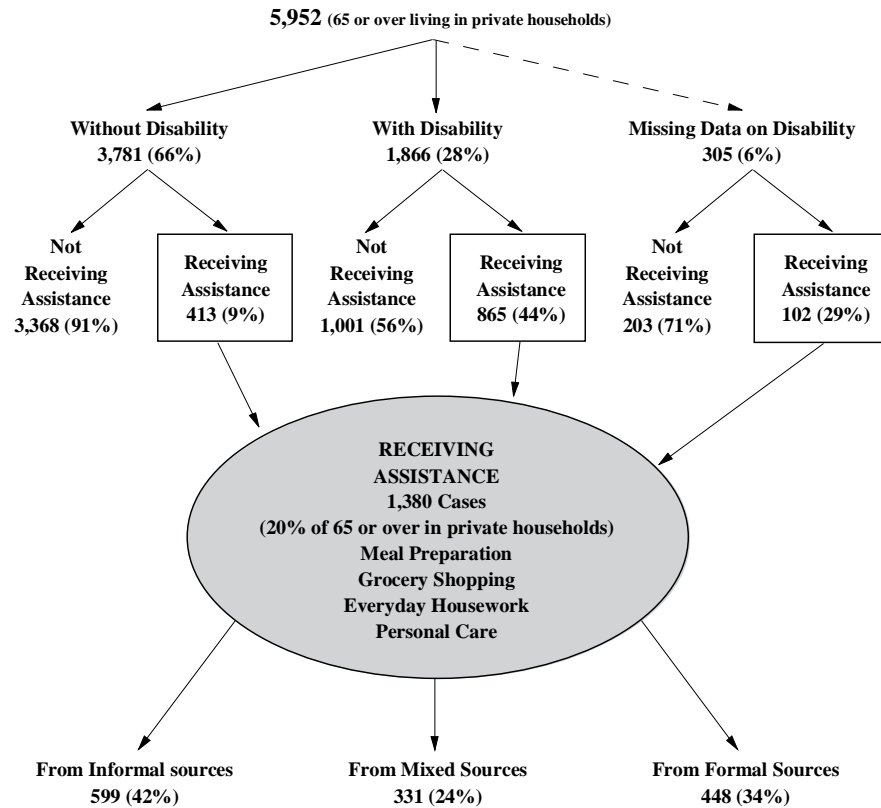 5,952 (65 or over living in private households)
Without Disability
3,781 (66%)
With Disability
1,866 (28%)
Missing Data on Disability
305 (6%)
Not
Receiving
Assistance
3,368 (91%)
Receiving
Assistance
413 (9%)
Not
Receiving
Assistance
1,001 (56%)
Receiving
Assistance
865 (44%)
Not
Receiving
Assistance
203 (71%)
Receiving
Assistance
102 (29%)
RECEIVING
ASSISTANCE
1,380 Cases
(20% of 65 or over in private households)
Meal Preparation
Grocery Shopping
Everyday Housework
Personal Care
From Informal sources
599 (42%)
From Mixed Sources
331 (24%)
From Formal Sources
448 (34%)